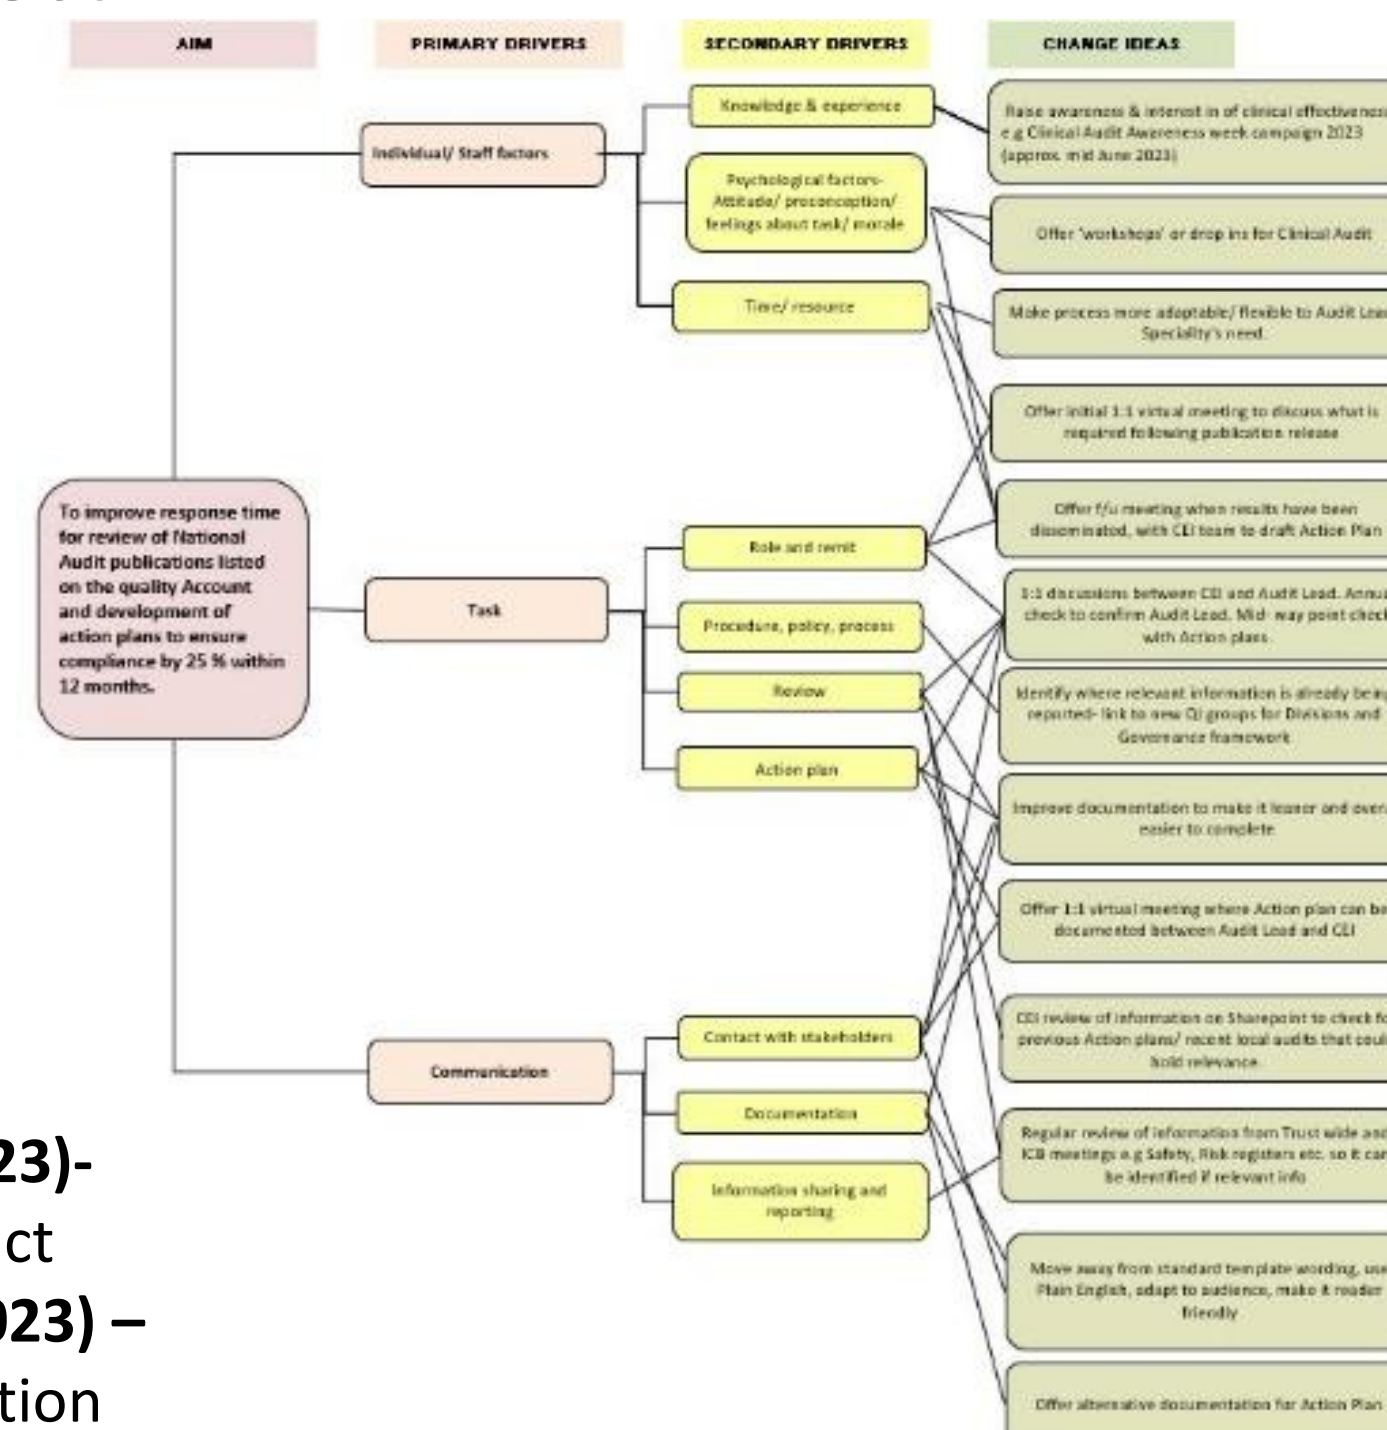 AIM
PRIMARY DRIVERS
SECONDARY DRIVERS
CHANGE IDEAS
To improve response time
for review of National
Audit publications listed
on the quality Account
and development of
action plans to ensure
compliance by 25 % within
12 months.
Individual/ Staff factors
Task
Communication
Knowledge & experience
Psychological factors-
Attitude/ preconception/
feelings about task/ morale
Time/ resource
Role and remit
Procedure, policy, process
Review
Action plan
Contact with stakeholders
Documentation
Information sharing and
reporting
Raise awareness & interest in of clinical effectiveness
e.g Clinical Audit Awareness week campaign 2023
(approx. mid June 2023)
Offer 'workshops' or drop ins for Clinical Audit
Make process more adaptable/ flexible to Audit Lea
Speciality's need.
Offer initial 1:1 virtual meeting to discuss what is
required following publication release
Offer f/u meeting when results have been
disseminated, with CEI team to draft Action Plan
1:1 discussions between CEI and Audit Lead. Annua
check to confirm Audit Lead. Mid- way point check
with Action plans
Identify where relevant information is already being
reported- link to new QI groups for Divisions and
Governance framework
Improve documentation to make it leaner and overa
easier to complete
Offer 1:1 virtual meeting where Action plan can be
documented between Audit Lead and CEI
CEI review of information on Sharepoint to check fo
previous Action plans/ recent local audits that coul
hold relevance.
Regular review of information from Trust wide and
ICB meetings e.g Safety, Risk registers etc. so it can
be identified if relevant info
Move away from standard template wording, use
Plain English, adapt to audience, make it reader
friendly
Offer alternative documentation for Action Plan
23)-
ct
023) –
tion